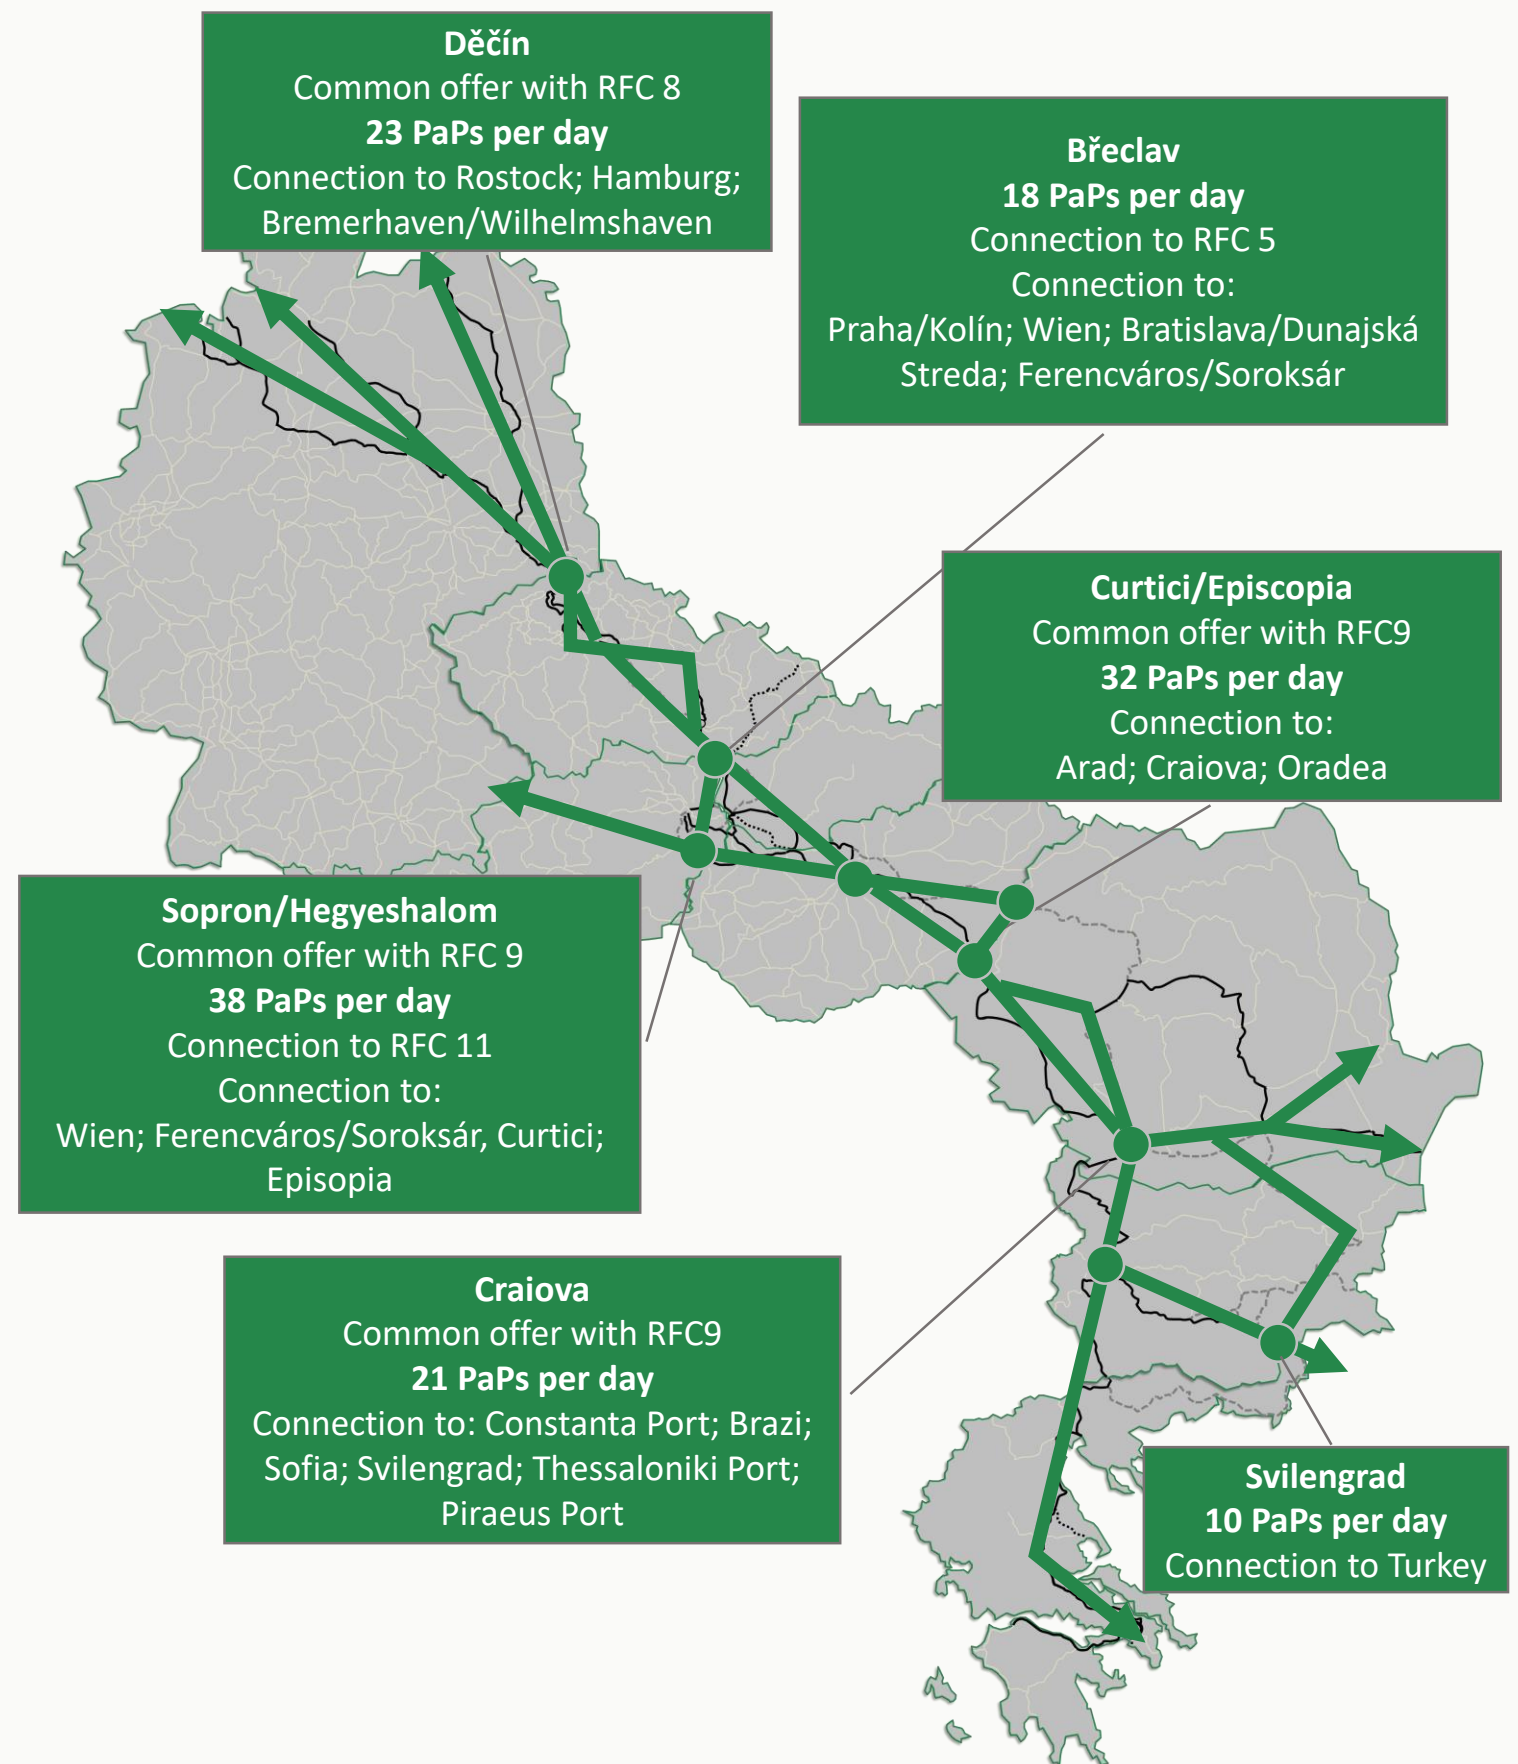 Děčín
Common offer with RFC 8
23 PaPs per day
Connection to Rostock; Hamburg;
Bremerhaven/Wilhelmshaven
Břeclav
18 PaPs per day
Connection to RFC 5
Connection to:
Praha/Kolín; Wien; Bratislava/Dunajská
Streda; Ferencváros/Soroksár
Curtici/Episcopia
Common offer with RFC9
32 PaPs per day
Connection to:
Arad; Craiova; Oradea
Sopron/Hegyeshalom
Common offer with RFC 9
38 PaPs per day
Connection to RFC 11
Connection to:
Wien; Ferencváros/Soroksár, Curtici;
Episopia
Craiova
Common offer with RFC9
21 PaPs per day
Connection to: Constanta Port; Brazi;
Sofia; Svilengrad; Thessaloniki Port;
Piraeus Port
Svilengrad
10 PaPs per day
Connection to Turkey